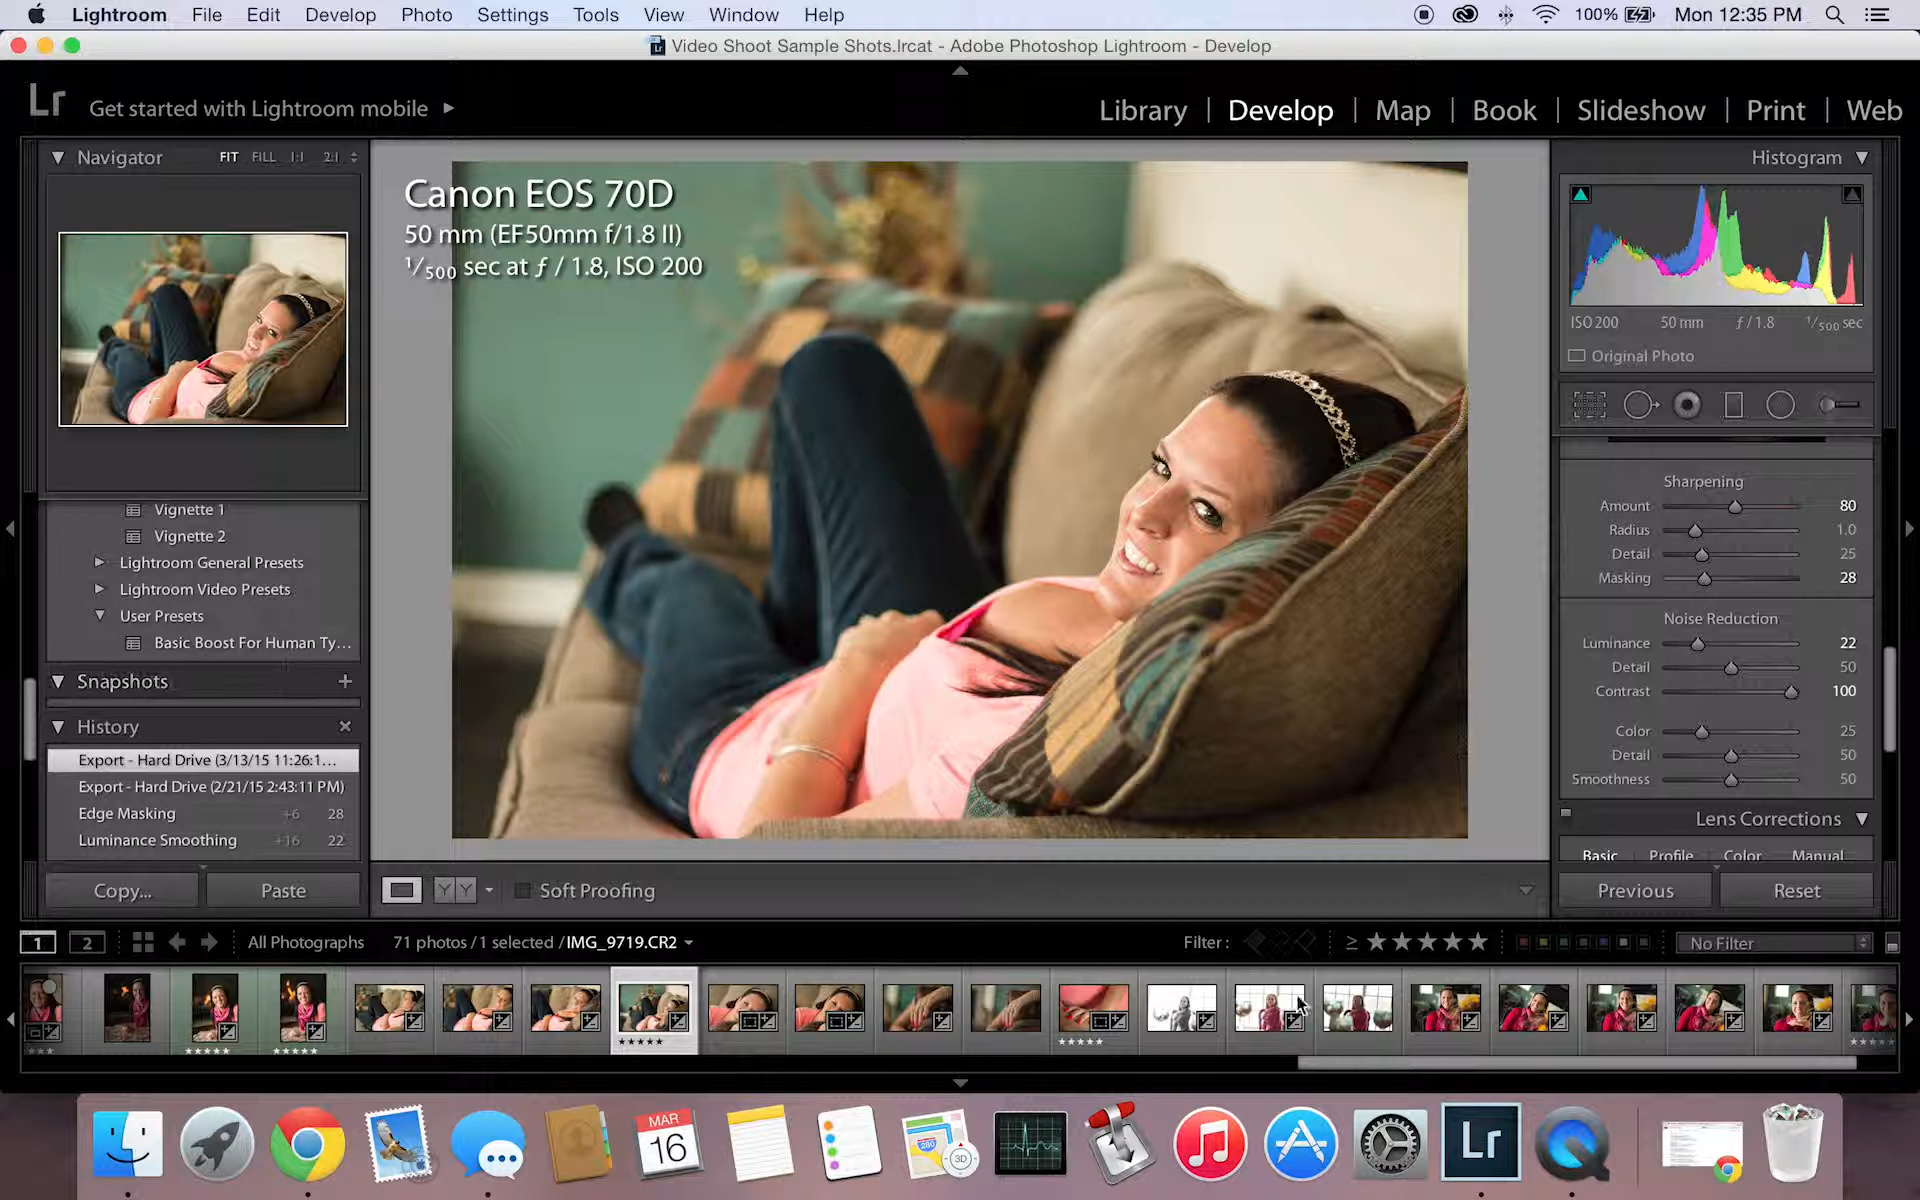 Lightroom File Edit Develop Photo Settings Tools View Window Help 100% Mon 12:35 PM
Video Shoot Sample Shots.lrcat - Adobe Photoshop Lightroom - Develop
Lr Get started with Lightroom mobile
Library | Develop | Map | Book | Slideshow | Print | Web
Navigator FIT FILL 1:1 2:1
Canon EOS 70D
50 mm (EF50mm f/1.8 II)
1/500 sec at ƒ / 1.8, ISO 200
Vignette 1
Vignette 2
Lightroom General Presets
Lightroom Video Presets
User Presets
Basic Boost For Human Ty...
Snapshots +
History
Export - Hard Drive (3/13/15 11:26:1...
Export - Hard Drive (2/21/15 2:43:11 PM)
Edge Masking +6 28
Luminance Smoothing +16 22
Copy... Paste
Soft Proofing
Histogram
ISO 200 50 mm ƒ / 1.8 1/500 sec
Original Photo
Sharpening
Amount 80
Radius 1.0
Detail 25
Masking 28
Noise Reduction
Luminance 22
Detail 50
Contrast 100
Color 25
Detail 50
Smoothness 50
Lens Corrections
Basic Profile Color Manual
Previous Reset
1 2 All Photographs 71 photos / 1 selected / IMG_9719.CR2 Filter : ≥ ★★★★★ No Filter
MAR
16
280
3D
Lr